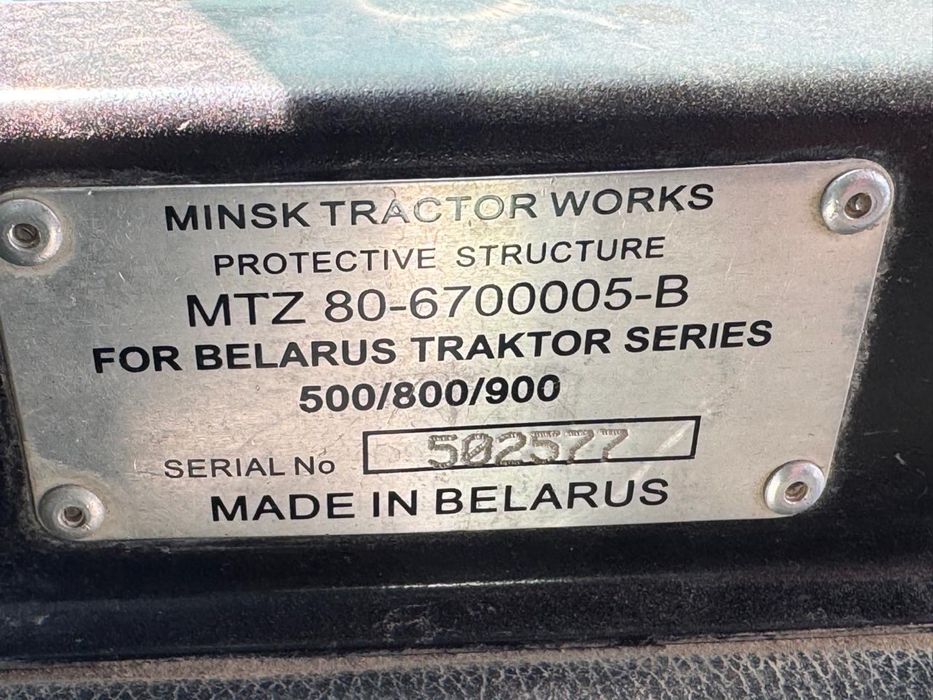 MINSK TRACTOR WORKS
PROTECTIVE STRUCTURE
MTZ 80-6700005-B
FOR BELARUS TRAKTOR SERIES
500/800/900
SERIAL No 502577
MADE IN BELARUS